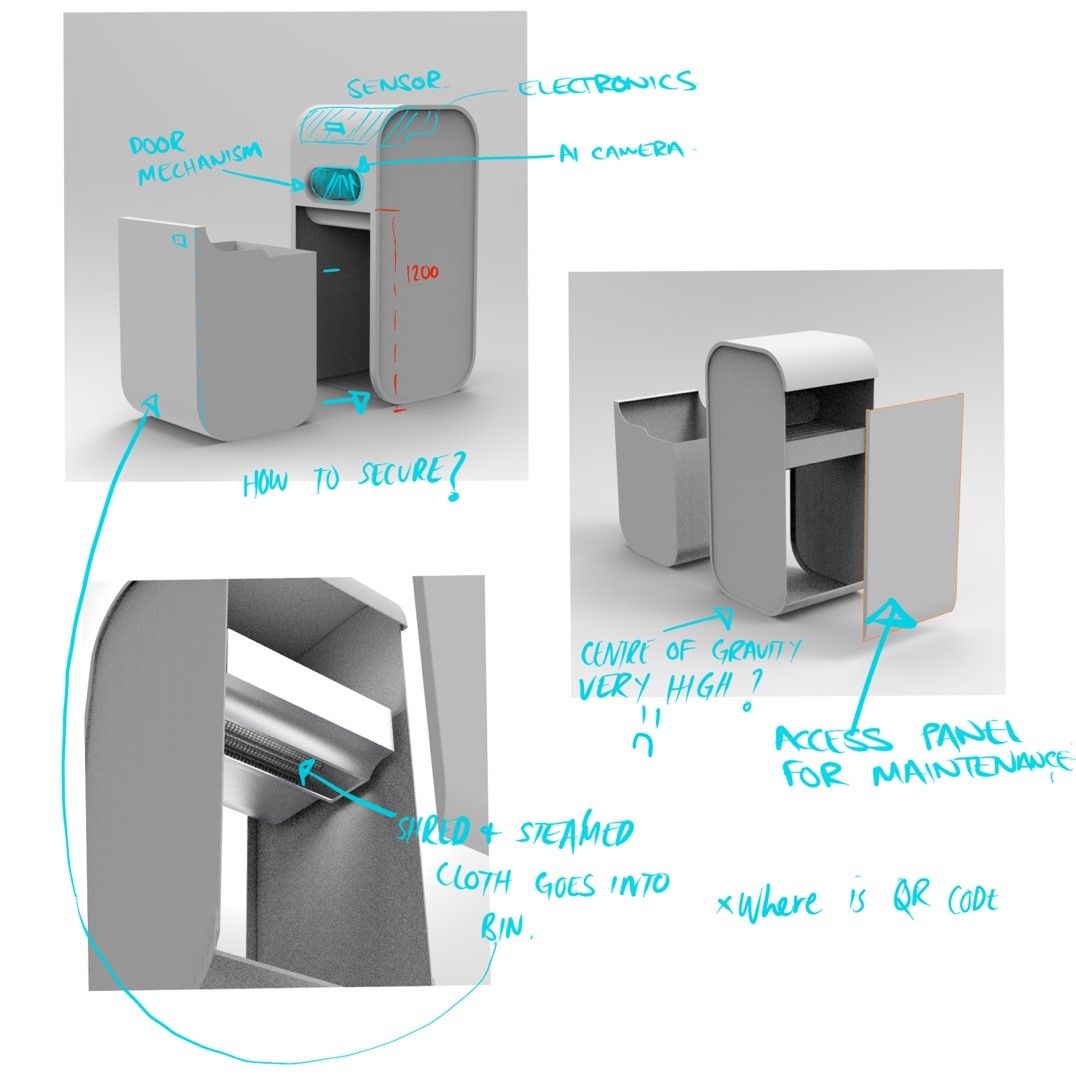 SENSOR.
ELECTRONICS
DOOR
MECHANISM
AI CAMERA.
1200
HOW TO SECURE?
CENTRE OF GRAVITY
VERY HIGH?
ACCESS PANEL
FOR MAINTENANCE
SHRED & STEAMED
CLOTH GOES INTO
BIN.
×Where is QR CODE